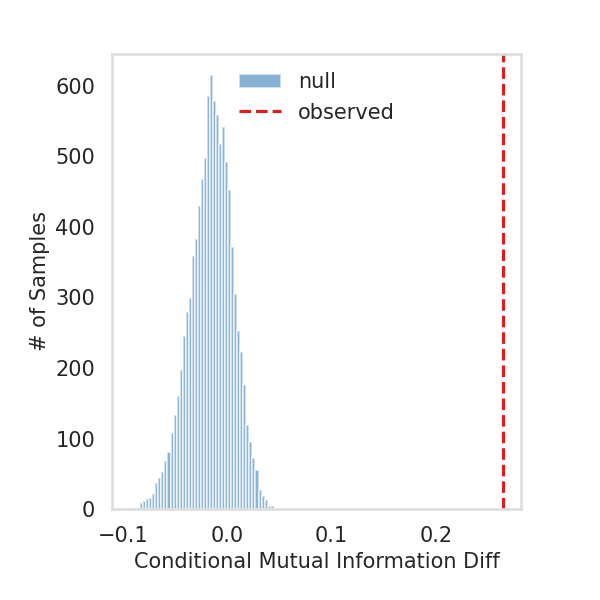 null
observed
# of Samples
600
500
400
300
200
100
0
−0.1 0.0 0.1 0.2
Conditional Mutual Information Diff